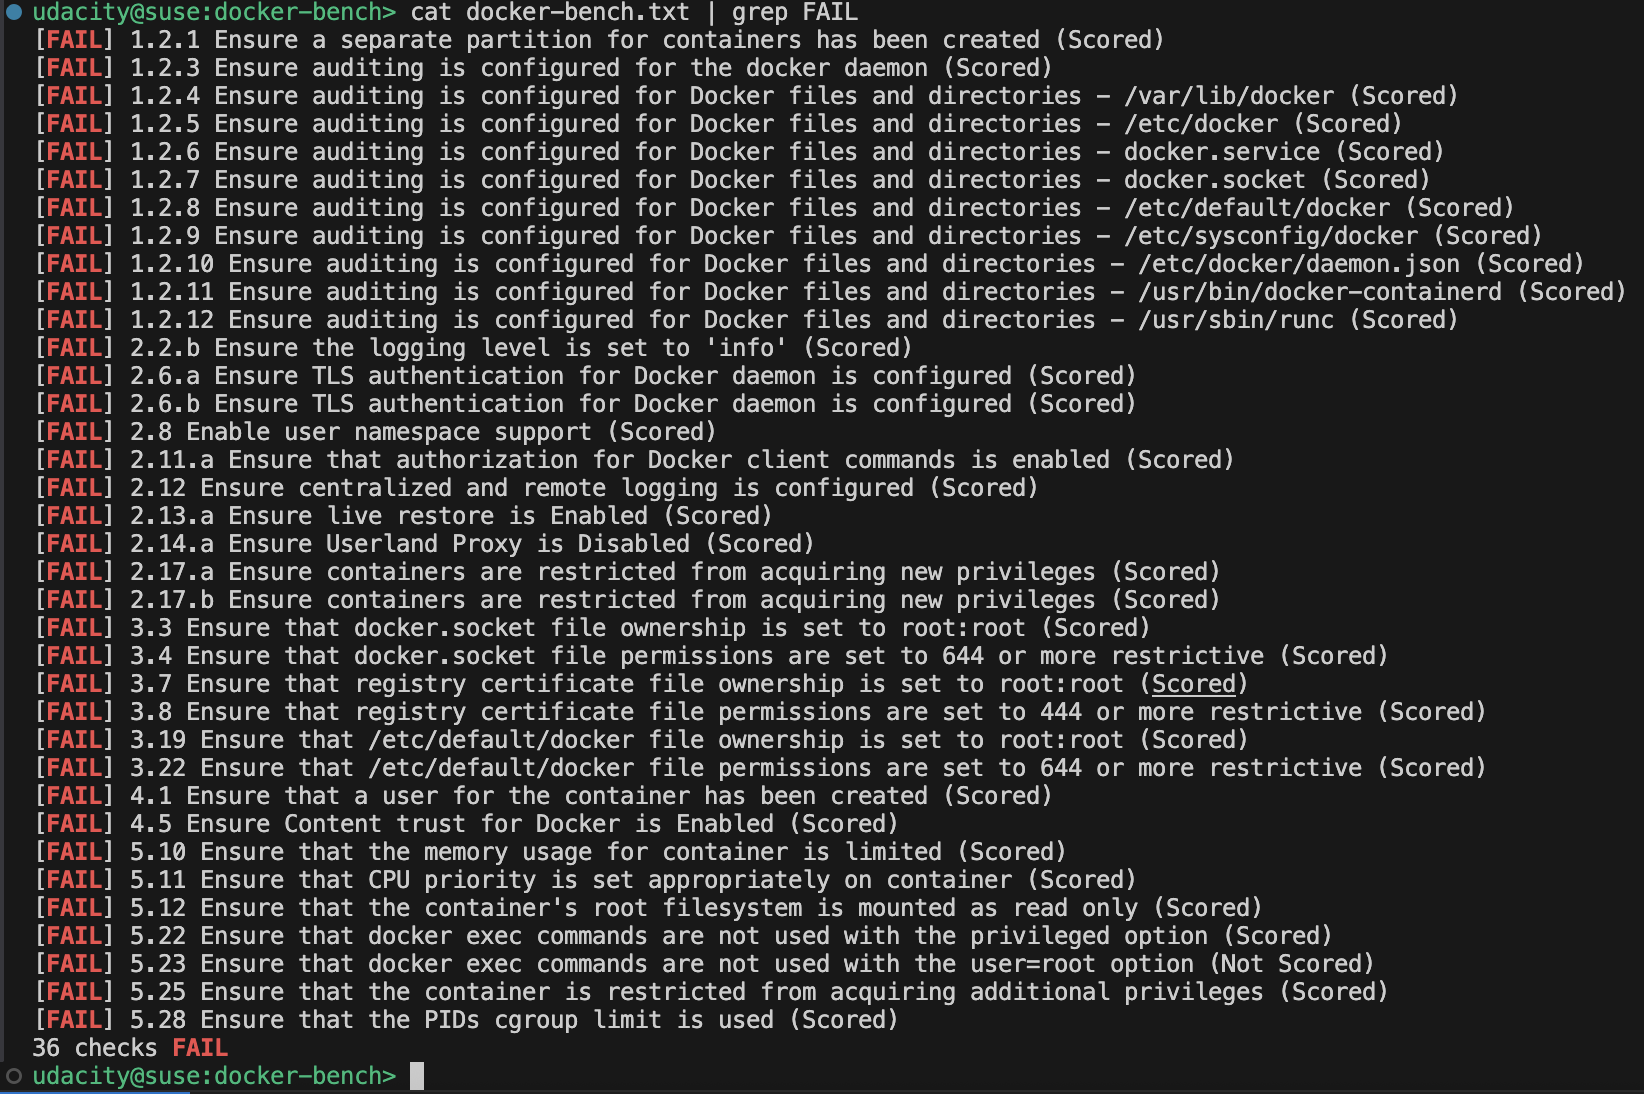 udacity@suse:docker-bench> cat docker-bench.txt | grep FAIL
[FAIL] 1.2.1 Ensure a separate partition for containers has been created (Scored)
[FAIL] 1.2.3 Ensure auditing is configured for the docker daemon (Scored)
[FAIL] 1.2.4 Ensure auditing is configured for Docker files and directories - /var/lib/docker (Scored)
[FAIL] 1.2.5 Ensure auditing is configured for Docker files and directories - /etc/docker (Scored)
[FAIL] 1.2.6 Ensure auditing is configured for Docker files and directories - docker.service (Scored)
[FAIL] 1.2.7 Ensure auditing is configured for Docker files and directories - docker.socket (Scored)
[FAIL] 1.2.8 Ensure auditing is configured for Docker files and directories - /etc/default/docker (Scored)
[FAIL] 1.2.9 Ensure auditing is configured for Docker files and directories - /etc/sysconfig/docker (Scored)
[FAIL] 1.2.10 Ensure auditing is configured for Docker files and directories - /etc/docker/daemon.json (Scored)
[FAIL] 1.2.11 Ensure auditing is configured for Docker files and directories - /usr/bin/docker-containerd (Scored)
[FAIL] 1.2.12 Ensure auditing is configured for Docker files and directories - /usr/sbin/runc (Scored)
[FAIL] 2.2.b Ensure the logging level is set to 'info' (Scored)
[FAIL] 2.6.a Ensure TLS authentication for Docker daemon is configured (Scored)
[FAIL] 2.6.b Ensure TLS authentication for Docker daemon is configured (Scored)
[FAIL] 2.8 Enable user namespace support (Scored)
[FAIL] 2.11.a Ensure that authorization for Docker client commands is enabled (Scored)
[FAIL] 2.12 Ensure centralized and remote logging is configured (Scored)
[FAIL] 2.13.a Ensure live restore is Enabled (Scored)
[FAIL] 2.14.a Ensure Userland Proxy is Disabled (Scored)
[FAIL] 2.17.a Ensure containers are restricted from acquiring new privileges (Scored)
[FAIL] 2.17.b Ensure containers are restricted from acquiring new privileges (Scored)
[FAIL] 3.3 Ensure that docker.socket file ownership is set to root:root (Scored)
[FAIL] 3.4 Ensure that docker.socket file permissions are set to 644 or more restrictive (Scored)
[FAIL] 3.7 Ensure that registry certificate file ownership is set to root:root (Scored)
[FAIL] 3.8 Ensure that registry certificate file permissions are set to 444 or more restrictive (Scored)
[FAIL] 3.19 Ensure that /etc/default/docker file ownership is set to root:root (Scored)
[FAIL] 3.22 Ensure that /etc/default/docker file permissions are set to 644 or more restrictive (Scored)
[FAIL] 4.1 Ensure that a user for the container has been created (Scored)
[FAIL] 4.5 Ensure Content trust for Docker is Enabled (Scored)
[FAIL] 5.10 Ensure that the memory usage for container is limited (Scored)
[FAIL] 5.11 Ensure that CPU priority is set appropriately on container (Scored)
[FAIL] 5.12 Ensure that the container's root filesystem is mounted as read only (Scored)
[FAIL] 5.22 Ensure that docker exec commands are not used with the privileged option (Scored)
[FAIL] 5.23 Ensure that docker exec commands are not used with the user=root option (Not Scored)
[FAIL] 5.25 Ensure that the container is restricted from acquiring additional privileges (Scored)
[FAIL] 5.28 Ensure that the PIDs cgroup limit is used (Scored)
36 checks FAIL
udacity@suse:docker-bench>